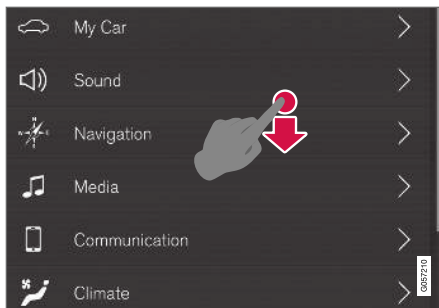 My Car
Sound
Navigation
Media
Communication
Climate
G057210